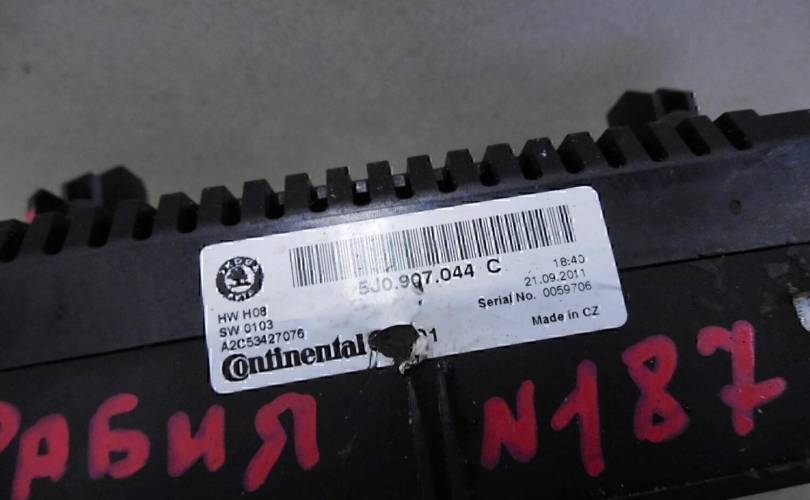 5J0.907.044 C
18:40
21.09.2011
HW H08
SW 0103
Serial No. 0059706
A2C53427076
Made in CZ
Continental
РАБИЯ N187